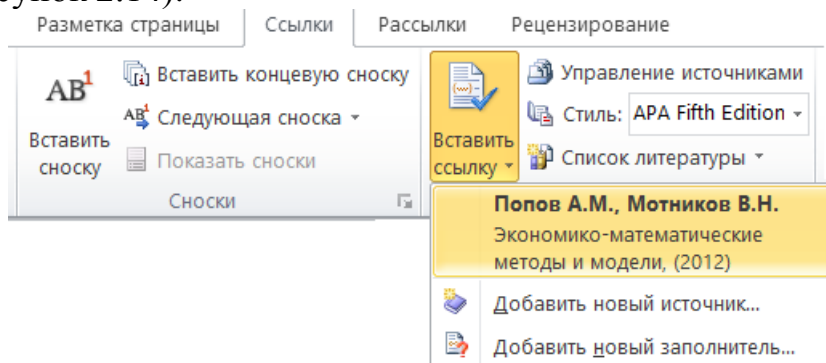 Разметка страницы Ссылки Рассылки Рецензирование
АВ¹ Вставить сноску
Вставить концевую сноску
АВ¹ Следующая сноска
Показать сноски
Сноски
Вставить ссылку
Управление источниками
Стиль: APA Fifth Edition
Список литературы
Попов А.М., Мотников В.Н.
Экономико-математические
методы и модели, (2012)
Добавить новый источник...
Добавить новый заполнитель...